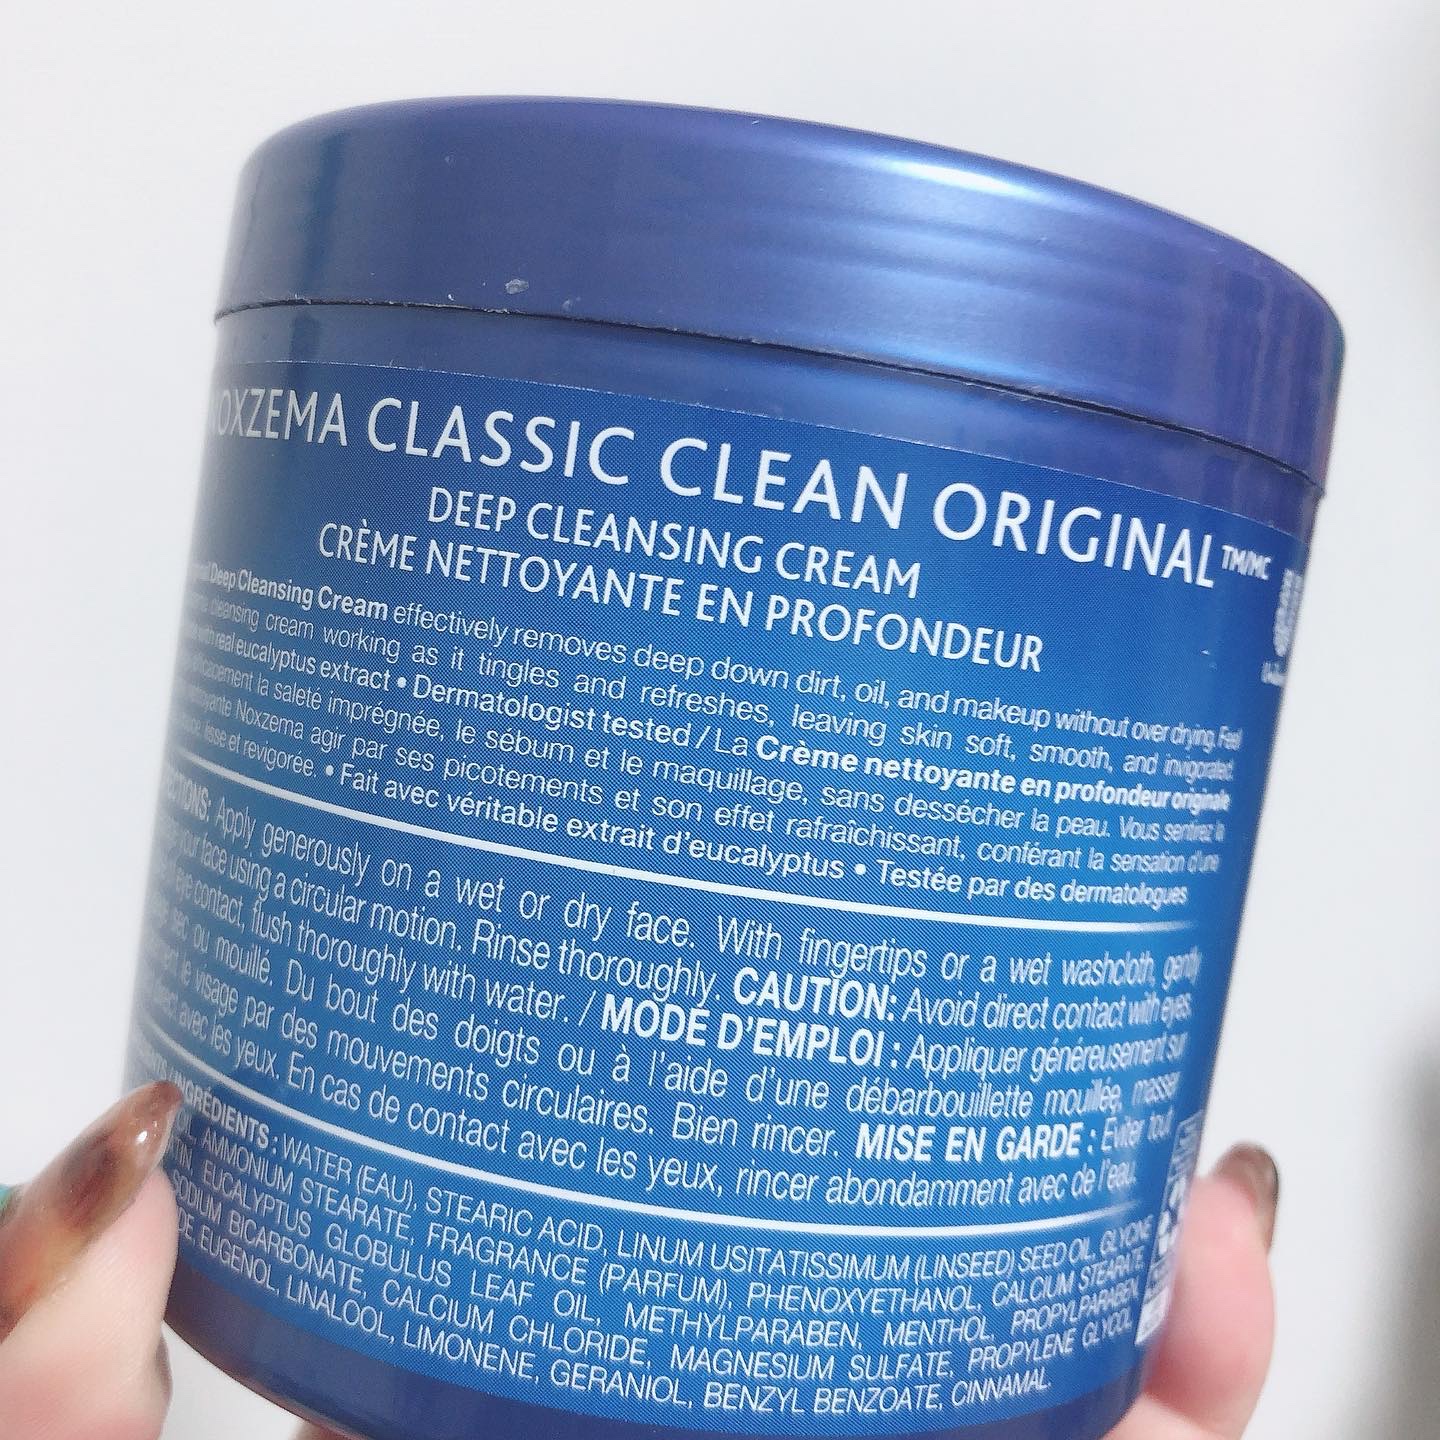 OXZEMA CLASSIC CLEAN ORIGINAL™/MC
DEEP CLEANSING CREAM
CRÈME NETTOYANTE EN PROFONDEUR
Deep Cleansing Cream effectively removes deep down dirt, oil, and makeup without over drying. Feel
cleansing cream working as it tingles and refreshes, leaving skin soft, smooth, and invigorated.
with real eucalyptus extract • Dermatologist tested / La Crème nettoyante en profondeur originale
efficacement la saleté imprégnée, le sébum et le maquillage, sans dessécher la peau. Vous sentirez la
nettoyante Noxzema agir par ses picotements et son effet rafraîchissant, conférant la sensation d'une
lisse et revigorée. • Fait avec véritable extrait d'eucalyptus • Testée par des dermatologues
Apply generously on a wet or dry face. With fingertips or a wet washcloth, gently
your face using a circular motion. Rinse thoroughly. CAUTION: Avoid direct contact with eyes.
eye contact, flush thoroughly with water. / MODE D'EMPLOI : Appliquer généreusement sur
sec ou mouillé. Du bout des doigts ou à l'aide d'une débarbouillette mouillée, masser
le visage par des mouvements circulaires. Bien rincer. MISE EN GARDE : Éviter tout
avec les yeux. En cas de contact avec les yeux, rincer abondamment avec de l'eau.
INGRÉDIENTS : WATER (EAU), STEARIC ACID, LINUM USITATISSIMUM (LINSEED) SEED OIL, GLYCINE
OIL, AMMONIUM STEARATE, FRAGRANCE (PARFUM), PHENOXYETHANOL, CALCIUM STEARATE,
EUCALYPTUS GLOBULUS LEAF OIL, METHYLPARABEN, MENTHOL, PROPYLPARABEN,
SODIUM BICARBONATE, CALCIUM CHLORIDE, MAGNESIUM SULFATE, PROPYLENE GLYCOL,
EUGENOL, LINALOOL, LIMONENE, GERANIOL, BENZYL BENZOATE, CINNAMAL.